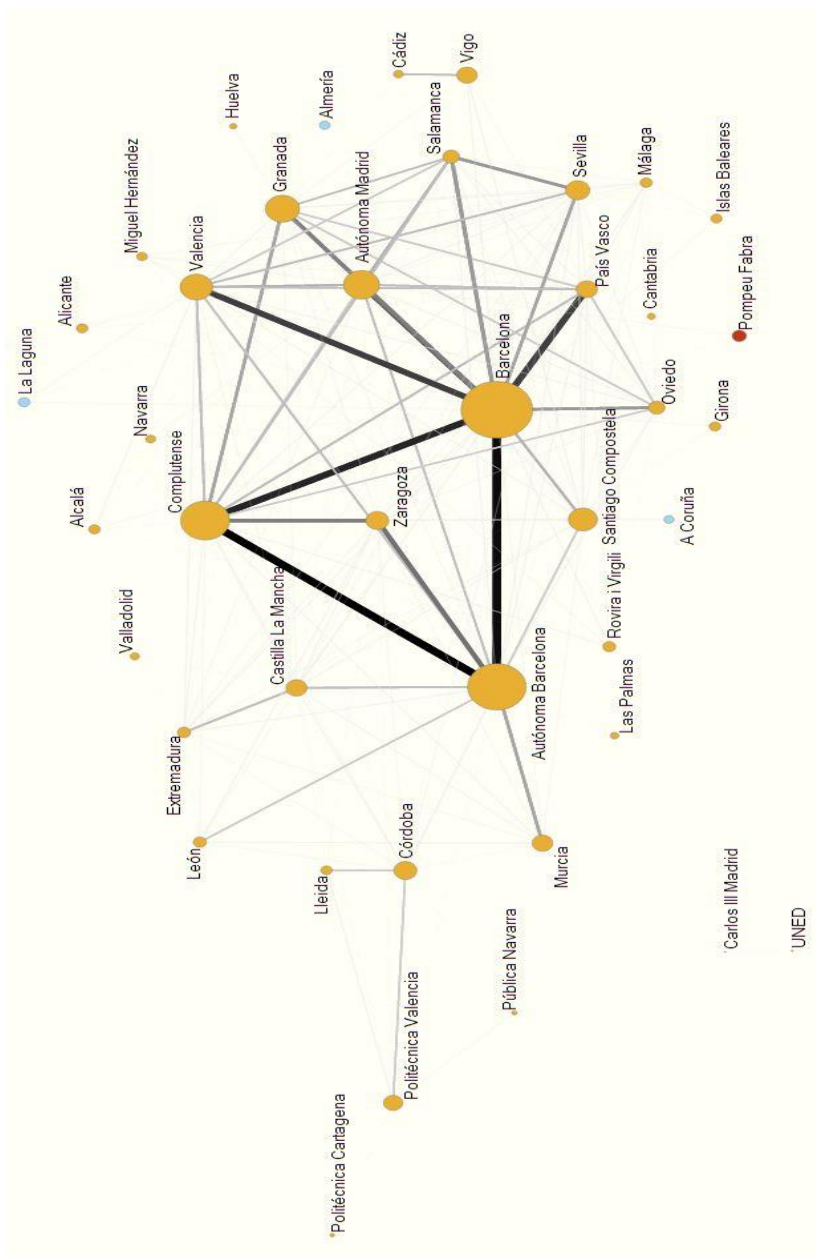 La Laguna
Alicante
Alcalá
Valladolid
Miguel Hernández
Navarra
Extremadura
Complutense
León
Valencia
Huelva
Castilla La Mancha
Granada
Lleida
Almería
Politécnica Cartagena
Autónoma Madrid
Cádiz
Zaragoza
Córdoba
Politécnica Valencia
Salamanca
Vigo
Barcelona
Pública Navarra
Autónoma Barcelona
Murcia
Sevilla
País Vasco
Santiago Compostela
Rovira i Virgili
Las Palmas
Málaga
Cantabria
Oviedo
A Coruña
Girona
Islas Baleares
Carlos III Madrid
Pompeu Fabra
UNED